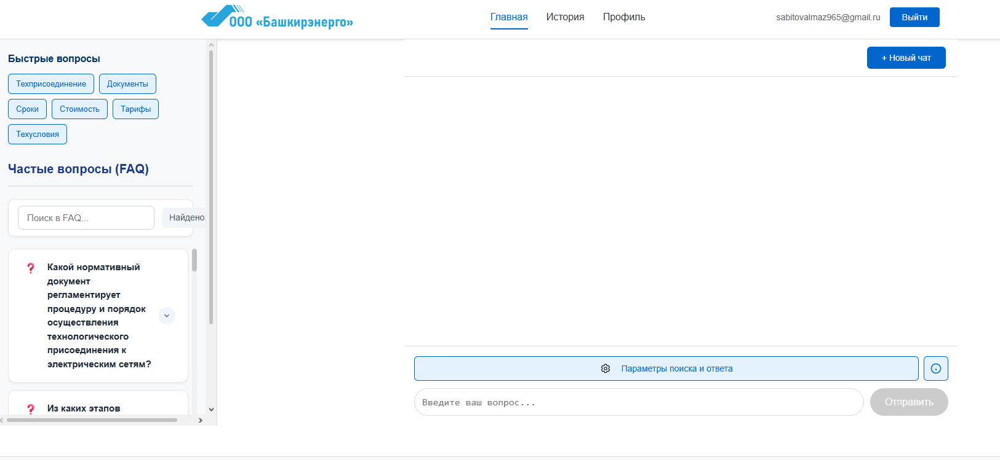 ООО «Башкирэнерго»
Главная
История
Профиль
sabitovalmaz965@gmail.ru
Выйти
Быстрые вопросы
Техприсоединение
Документы
Сроки
Стоимость
Тарифы
Техусловия
Частые вопросы (FAQ)
Поиск в FAQ...
Найдено:
Какой нормативный
документ
регламентирует
процедуру и порядок
осуществления
технологического
присоединения к
электрическим сетям?
Из каких этапов
+ Новый чат
Параметры поиска и ответа
Введите ваш вопрос...
Отправить